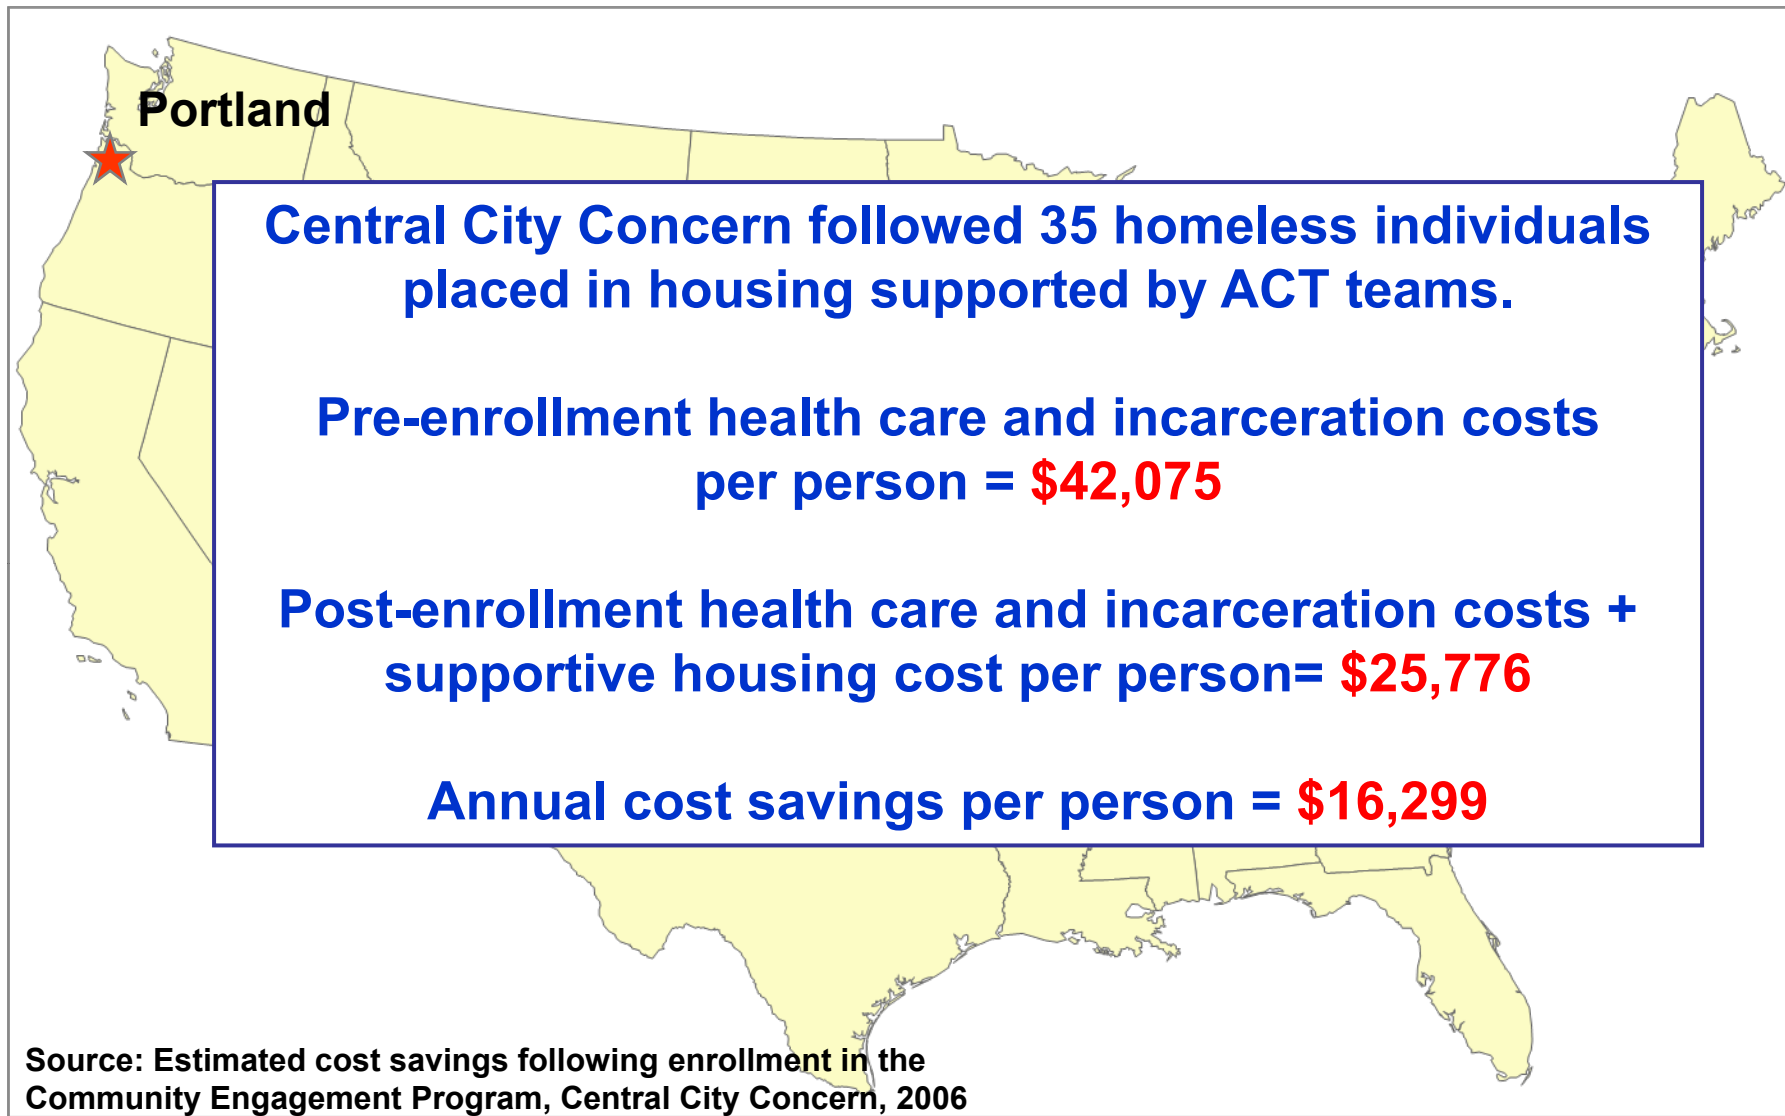 Portland
Central City Concern followed 35 homeless individuals
placed in housing supported by ACT teams.
Pre-enrollment health care and incarceration costs
per person = $42,075
Post-enrollment health care and incarceration costs +
supportive housing cost per person= $25,776
Annual cost savings per person = $16,299
Source: Estimated cost savings following enrollment in the
Community Engagement Program, Central City Concern, 2006